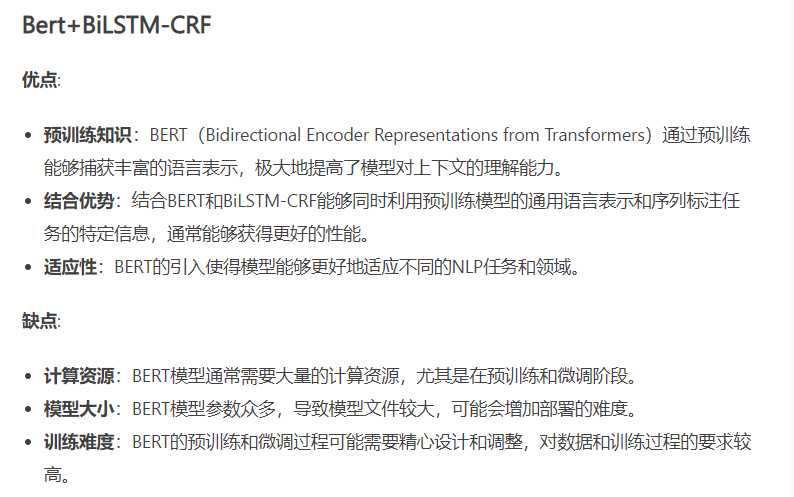 Bert+BiLSTM-CRF
优点:
• 预训练知识：BERT（Bidirectional Encoder Representations from Transformers）通过预训练
能够捕获丰富的语言表示，极大地提高了模型对上下文的理解能力。
• 结合优势：结合BERT和BiLSTM-CRF能够同时利用预训练模型的通用语言表示和序列标注任
务的特定信息，通常能够获得更好的性能。
• 适应性：BERT的引入使得模型能够更好地适应不同的NLP任务和领域。
缺点:
• 计算资源：BERT模型通常需要大量的计算资源，尤其是在预训练和微调阶段。
• 模型大小：BERT模型参数众多，导致模型文件较大，可能会增加部署的难度。
• 训练难度：BERT的预训练和微调过程可能需要精心设计和调整，对数据和训练过程的要求较
高。